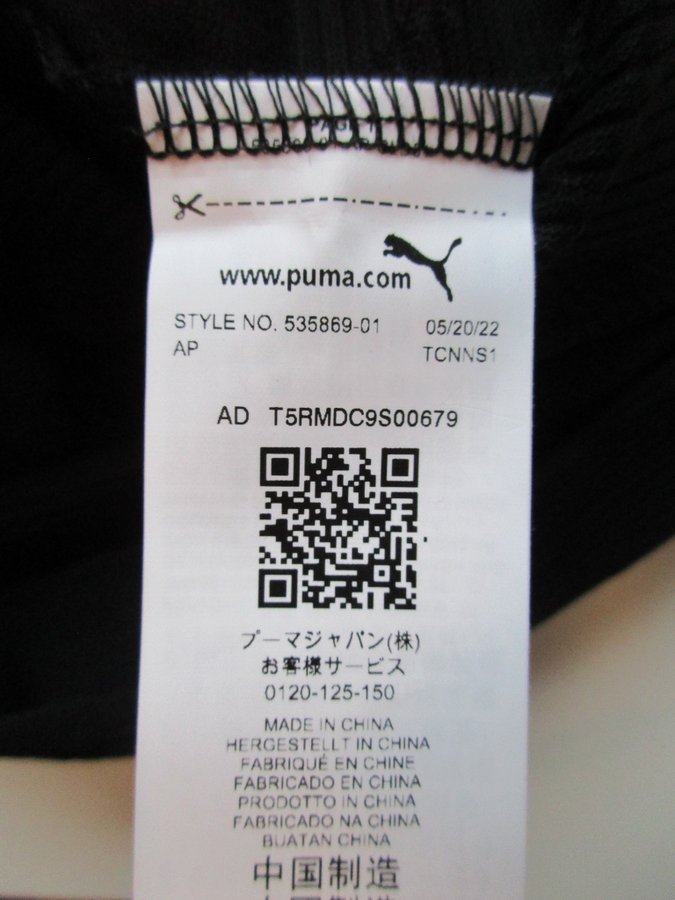 PAGE 1
www.puma.com
STYLE NO. 535869-01 05/20/22
AP TCNNS1
AD T5RMDC9S00679
プーマジャパン(株)
お客様サービス
0120-125-150
MADE IN CHINA
HERGESTELLT IN CHINA
FABRIQUÉ EN CHINE
FABRICADO EN CHINA
PRODOTTO IN CHINA
FABRICADO NA CHINA
BUATAN CHINA
中国制造